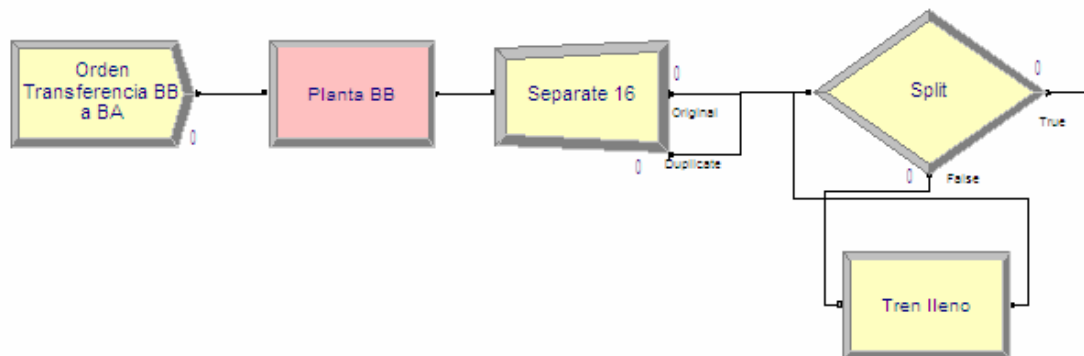 Orden
Transferencia BB
a BA
0
Planta BB
Separate 16
0
Original
0
Duplicate
Split
0
True
0
False
Tren lleno